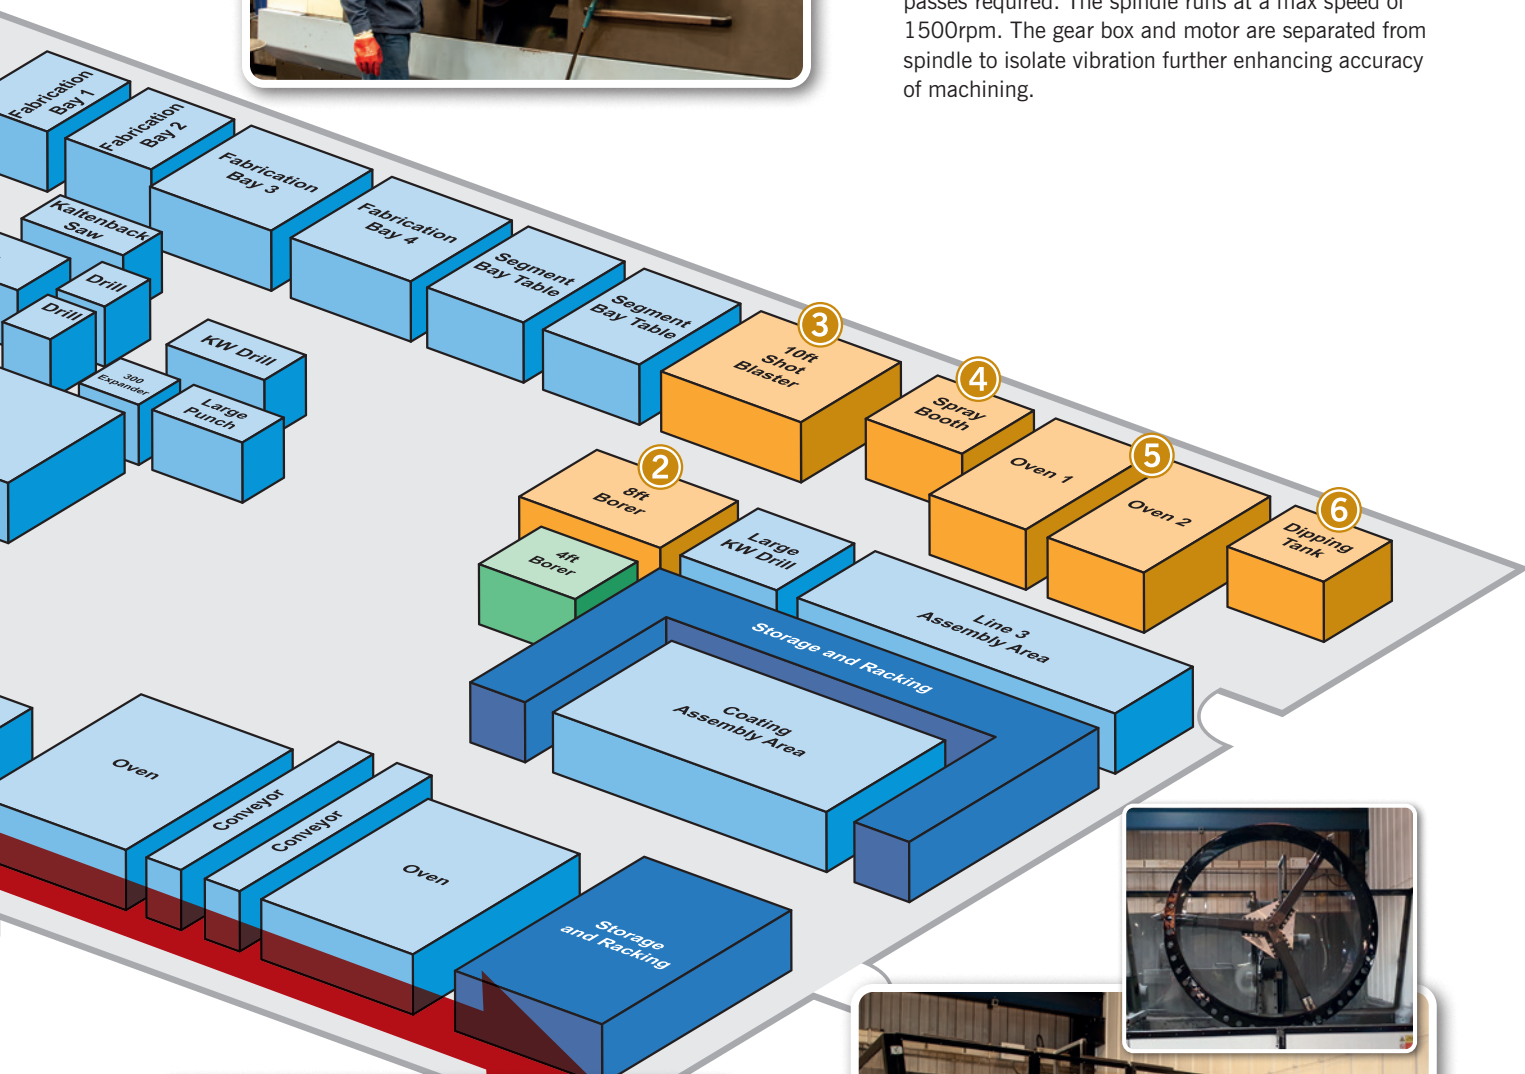 passes required. The spindle runs at a max speed of
1500rpm. The gear box and motor are separated from
spindle to isolate vibration further enhancing accuracy
of machining.
Fabrication
Bay 1
Fabrication
Bay 2
Fabrication
Bay 3
Fabrication
Bay 4
Segment
Bay Table
Segment
Bay Table
Kaltenback
Saw
Drill
Drill
KW Drill
300
Expander
Large
Punch
3
10ft
Shot
Blaster
4
Spray
Booth
Oven 1
5
Oven 2
6
Dipping
Tank
2
8ft
Borer
4ft
Borer
Large
KW Drill
Line 3
Assembly Area
Storage and Racking
Coating
Assembly Area
Oven
Conveyor
Conveyor
Oven
Storage
and Racking